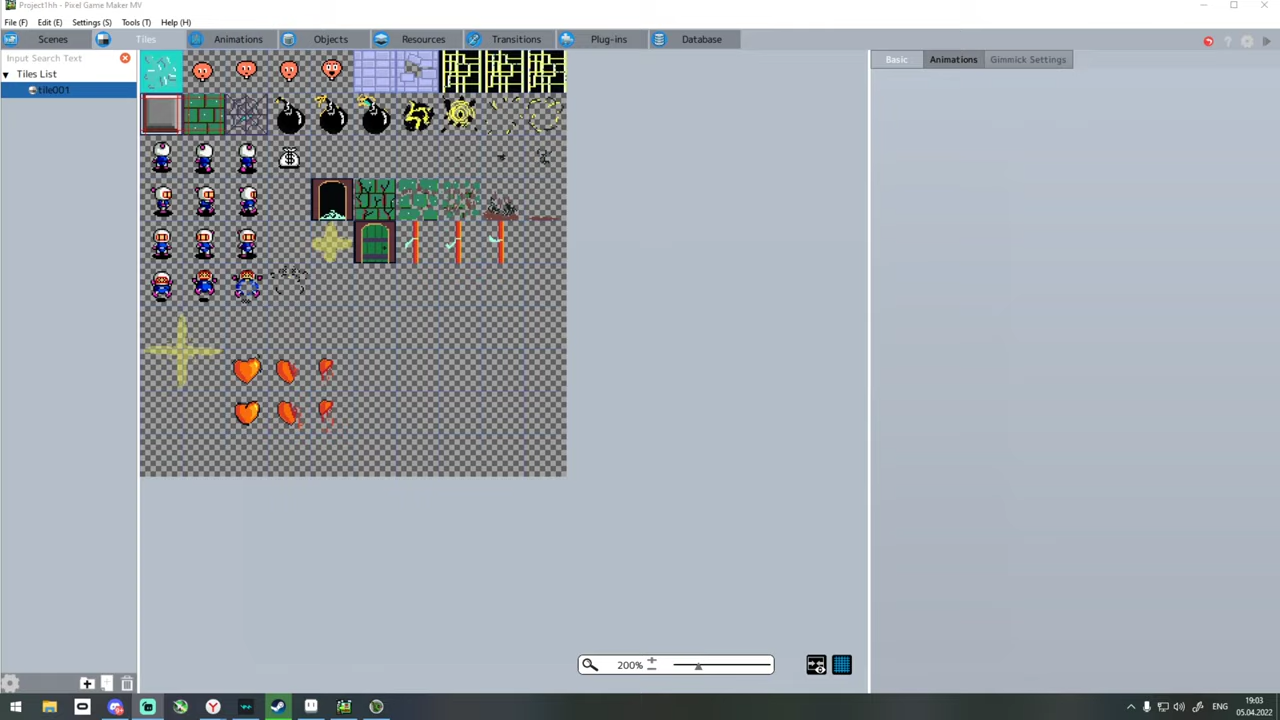 Project1hh - Pixel Game Maker MV
File (F) Edit (E) Settings (S) Tools (T) Help (H)
Scenes Tiles Animations Objects Resources Transitions Plug-ins Database
Input Search Text
Basic Animations Gimmick Settings
Tiles List
tile001
$
200%
ENG
19:03
05.04.2022